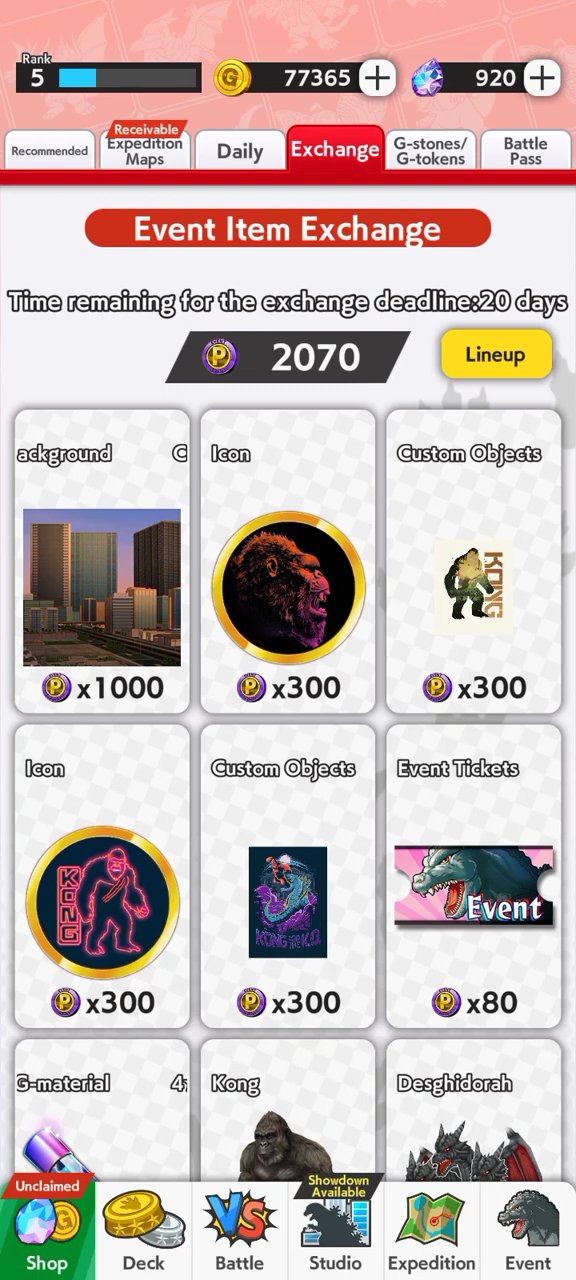 Rank
5
G
77365
920
Recommended
Receivable
Expedition
Maps
Daily
Exchange
G-stones/
G-tokens
Battle
Pass
Event Item Exchange
Time remaining for the exchange deadline:20 days
P
2070
Lineup
ackground C
Icon
Custom Objects
KONG
P x1000
P x300
P x300
Icon
Custom Objects
Event Tickets
KONG
Event
P x300
P x300
P x80
G-material 4
Kong
Desghidorah
Unclaimed
Showdown
Available
G
VS
Shop
Deck
Battle
Studio
Expedition
Event